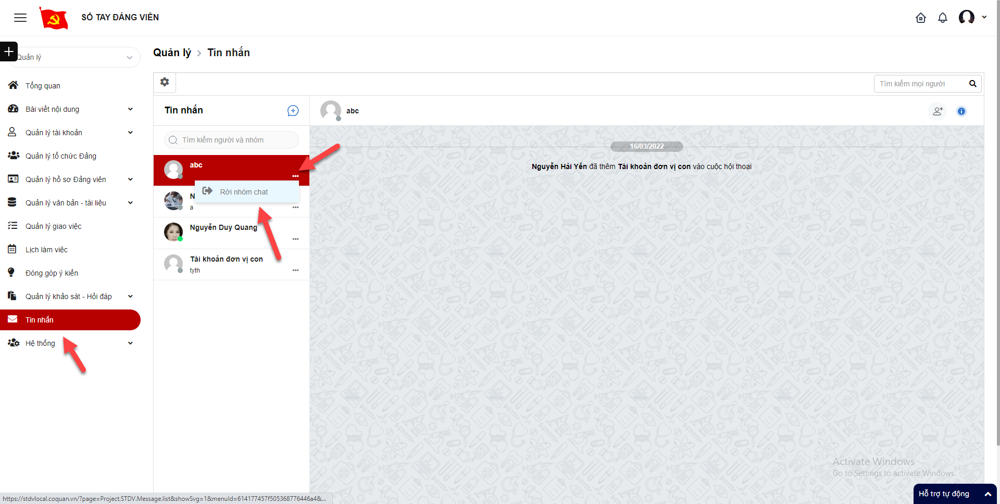 SỔ TAY ĐẢNG VIÊN
Quản lý
Quản lý
Tin nhắn
Tổng quan
Bài viết nội dung
Quản lý tài khoản
Quản lý tổ chức Đảng
Quản lý hồ sơ Đảng viên
Quản lý văn bản - tài liệu
Quản lý giao việc
Lịch làm việc
Đóng góp ý kiến
Quản lý khảo sát - Hỏi đáp
Tin nhắn
Hệ thống
Tìm kiếm mọi người
Tin nhắn
Tìm kiếm người và nhóm
abc
Rời nhóm chat
N
a
Nguyễn Duy Quang
Tài khoản đơn vị con
tyth
abc
16/03/2022
Nguyễn Hải Yến đã thêm Tài khoản đơn vị con vào cuộc hội thoại
Activate Windows
Go to Settings to activate Windows.
Hỗ trợ tự động
https://stdvlocal.coquan.vn/?page=Project.STDV.Message.list&showSvg=1&menuId=614177457f505368776446a4&...